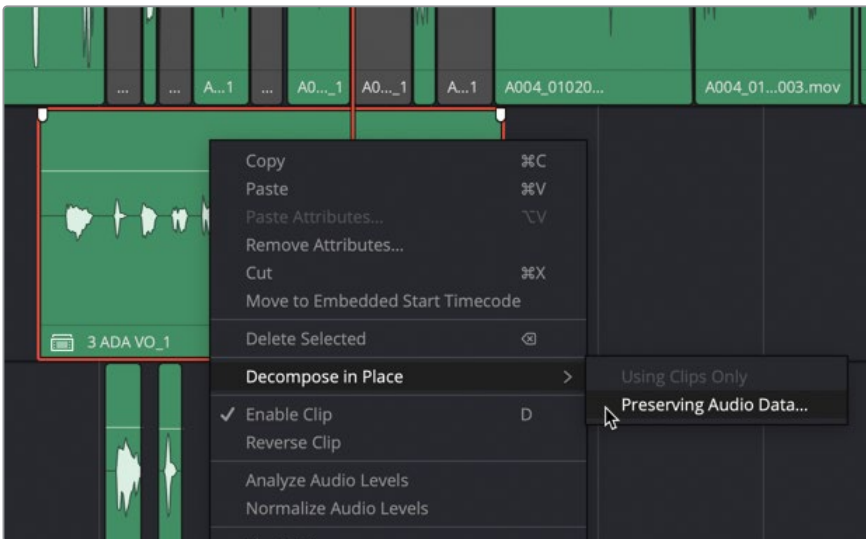 ... ... A...1 ... A0..._1 A0..._1 A...1 A004_01020... A004_01...003.mov
3 ADA VO_1
Copy ⌘C
Paste ⌘V
Paste Attributes... ⌥V
Remove Attributes...
Cut ⌘X
Move to Embedded Start Timecode
Delete Selected ⌫
Decompose in Place >
Using Clips Only
Preserving Audio Data...
✓ Enable Clip D
Reverse Clip
Analyze Audio Levels
Normalize Audio Levels